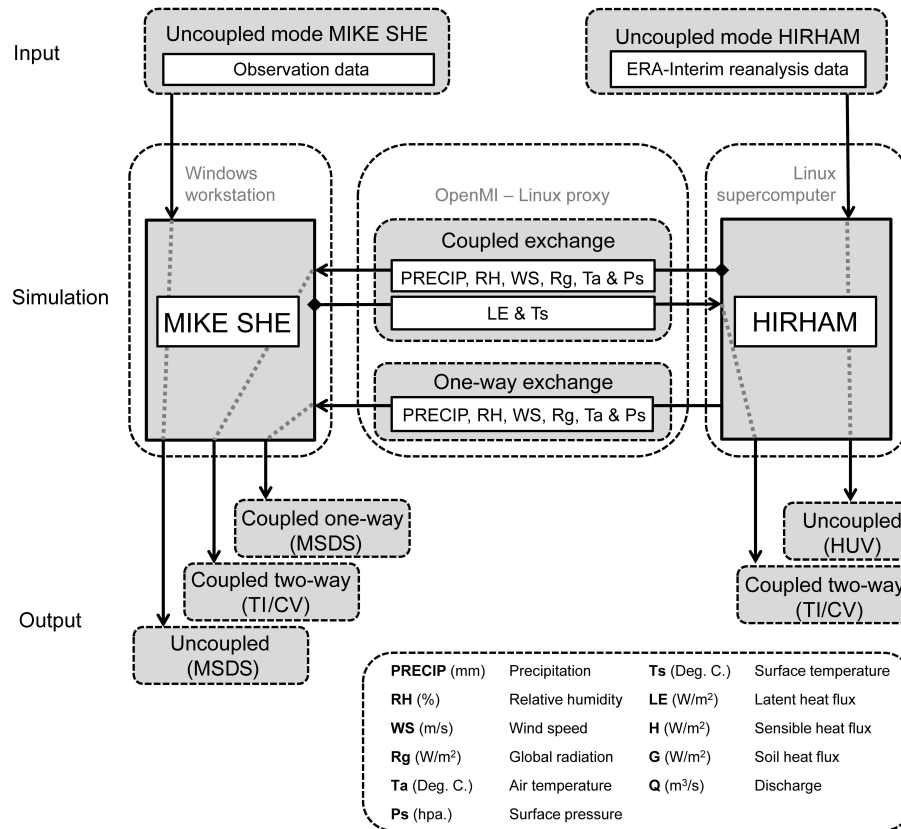 Input
Uncoupled mode MIKE SHE
Observation data
Uncoupled mode HIRHAM
ERA-Interim reanalysis data
Simulation
Windows
workstation
OpenMI – Linux proxy
Linux
supercomputer
Coupled exchange
PRECIP, RH, WS, Rg, Ta & Ps
LE & Ts
MIKE SHE
HIRHAM
One-way exchange
PRECIP, RH, WS, Rg, Ta & Ps
Output
Coupled one-way
(MSDS)
Coupled two-way
(TI/CV)
Uncoupled
(MSDS)
Uncoupled
(HUV)
Coupled two-way
(TI/CV)
PRECIP (mm) Precipitation Ts (Deg. C.) Surface temperature
RH (%) Relative humidity LE (W/m²) Latent heat flux
WS (m/s) Wind speed H (W/m²) Sensible heat flux
Rg (W/m²) Global radiation G (W/m²) Soil heat flux
Ta (Deg. C.) Air temperature Q (m³/s) Discharge
Ps (hpa.) Surface pressure